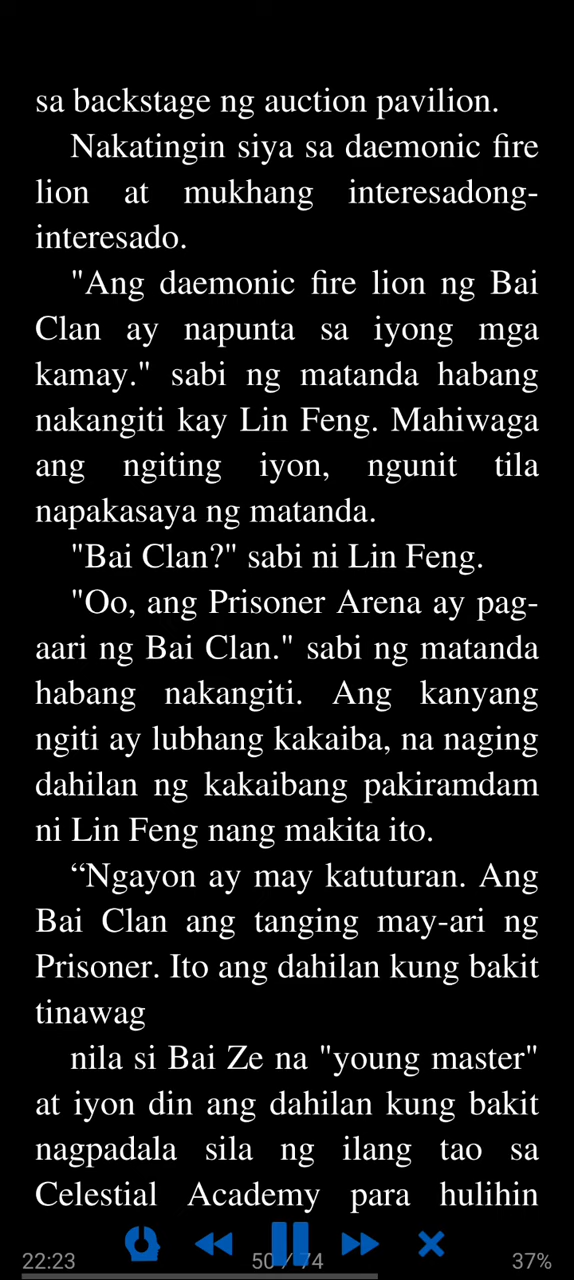 sa backstage ng auction pavilion.
Nakatingin siya sa daemonic fire
lion at mukhang interesadong-
interesado.
"Ang daemonic fire lion ng Bai
Clan ay napunta sa iyong mga
kamay." sabi ng matanda habang
nakangiti kay Lin Feng. Mahiwaga
ang ngiting iyon, ngunit tila
napakasaya ng matanda.
"Bai Clan?" sabi ni Lin Feng.
"Oo, ang Prisoner Arena ay pag-
aari ng Bai Clan." sabi ng matanda
habang nakangiti. Ang kanyang
ngiti ay lubhang kakaiba, na naging
dahilan ng kakaibang pakiramdam
ni Lin Feng nang makita ito.
“Ngayon ay may katuturan. Ang
Bai Clan ang tanging may-ari ng
Prisoner. Ito ang dahilan kung bakit
tinawag
nila si Bai Ze na "young master"
at iyon din ang dahilan kung bakit
nagpadala sila ng ilang tao sa
Celestial Academy para hulihin
22:23 50 / 74 37%